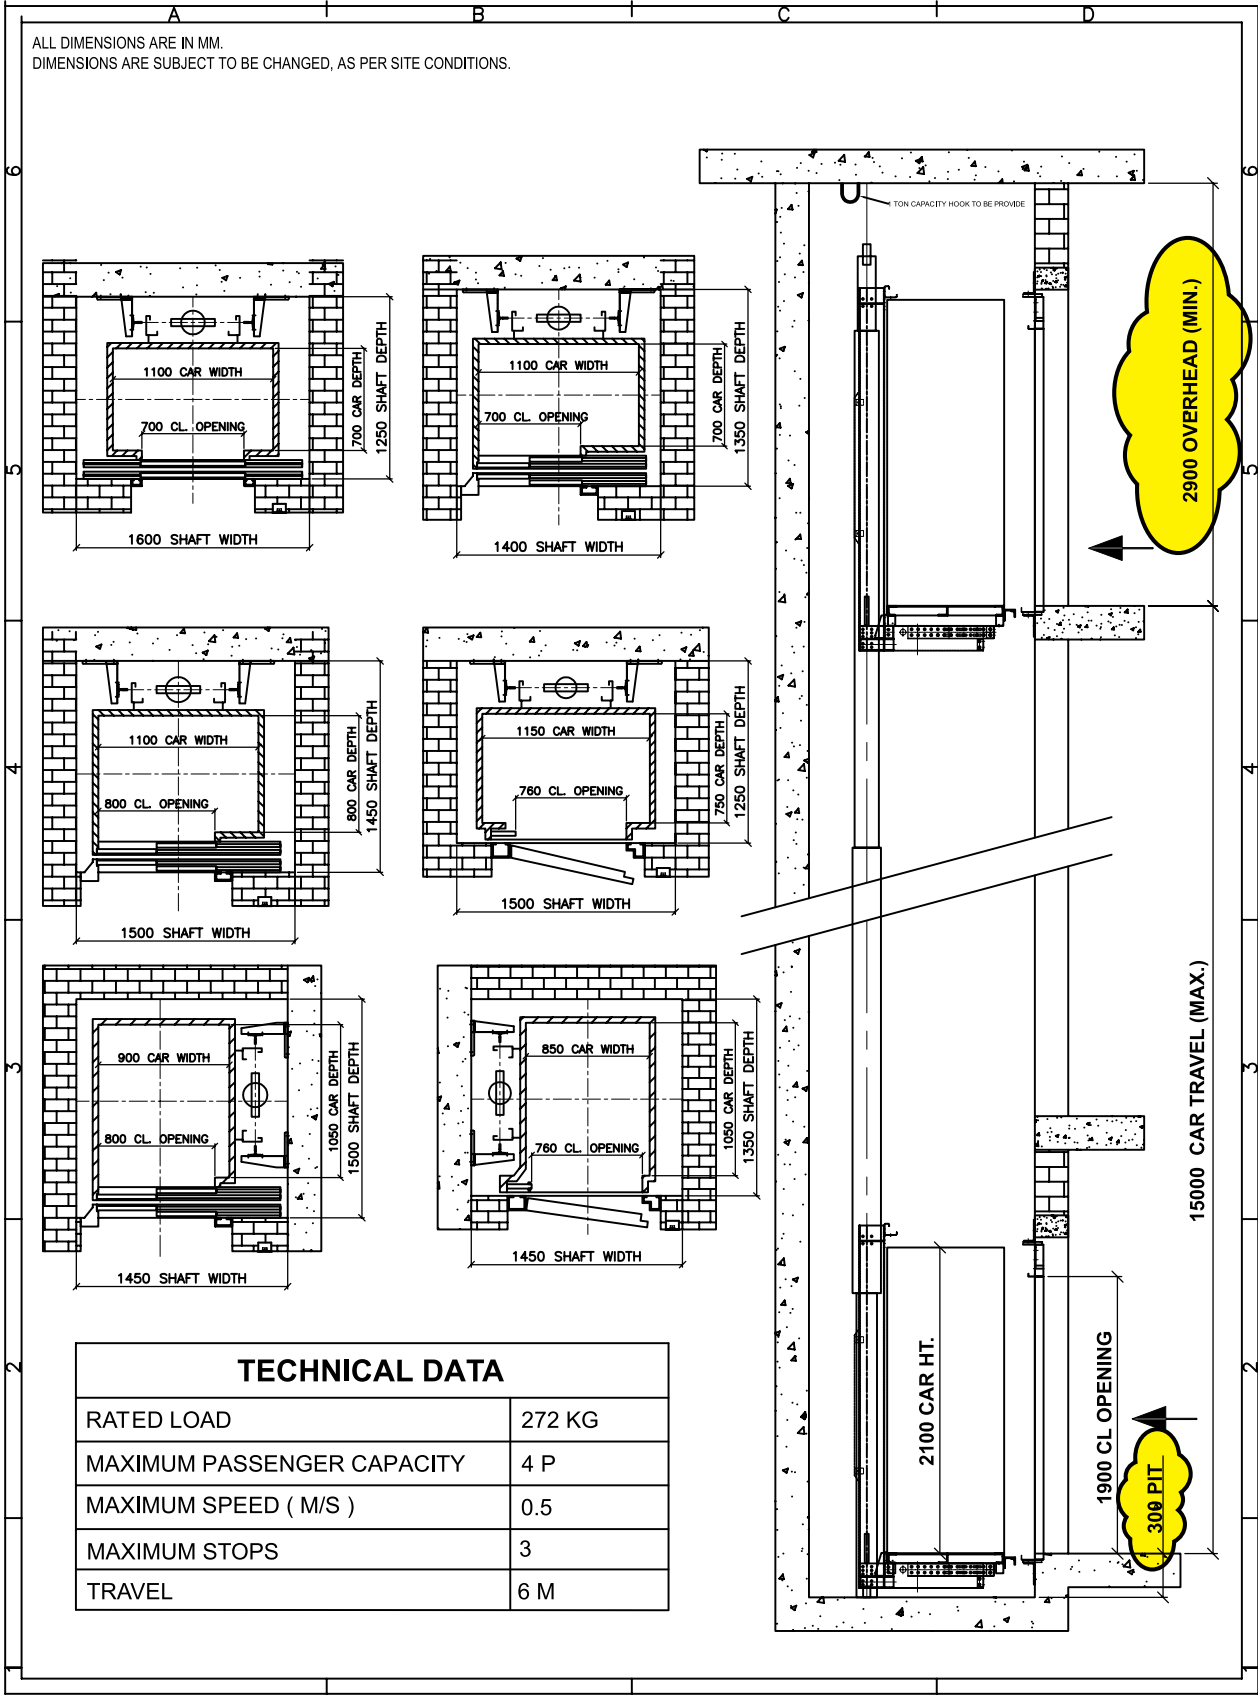 A
B
C
D
ALL DIMENSIONS ARE IN MM.
DIMENSIONS ARE SUBJECT TO BE CHANGED, AS PER SITE CONDITIONS.
6
6
TON CAPACITY HOOK TO BE PROVIDE
1100 CAR WIDTH
700 CL. OPENING
700 CAR DEPTH
1250 SHAFT DEPTH
1600 SHAFT WIDTH
1100 CAR WIDTH
700 CL. OPENING
700 CAR DEPTH
1350 SHAFT DEPTH
1400 SHAFT WIDTH
2900 OVERHEAD (MIN.)
5
5
1100 CAR WIDTH
800 CL. OPENING
800 CAR DEPTH
1450 SHAFT DEPTH
1500 SHAFT WIDTH
1150 CAR WIDTH
760 CL. OPENING
750 CAR DEPTH
1250 SHAFT DEPTH
1500 SHAFT WIDTH
4
4
900 CAR WIDTH
800 CL. OPENING
1050 CAR DEPTH
1500 SHAFT DEPTH
1450 SHAFT WIDTH
850 CAR WIDTH
760 CL. OPENING
1050 CAR DEPTH
1350 SHAFT DEPTH
1450 SHAFT WIDTH
15000 CAR TRAVEL (MAX.)
3
3
2100 CAR HT.
1900 CL OPENING
300 PIT
2
2
TECHNICAL DATA
RATED LOAD 272 KG
MAXIMUM PASSENGER CAPACITY 4 P
MAXIMUM SPEED ( M/S ) 0.5
MAXIMUM STOPS 3
TRAVEL 6 M
1
1